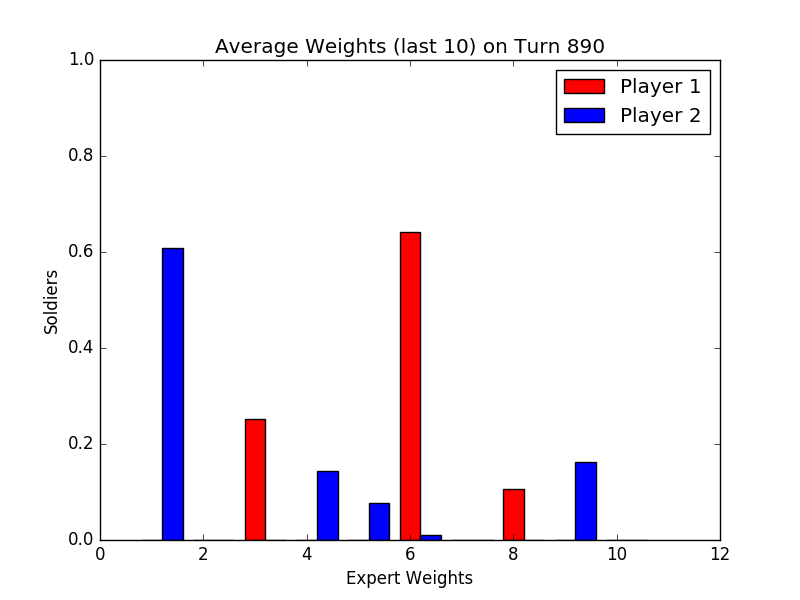 Average Weights (last 10) on Turn 890
Player 1
Player 2
1.0
0.8
0.6
0.4
0.2
0.0
Soldiers
0 2 4 6 8 10 12
Expert Weights